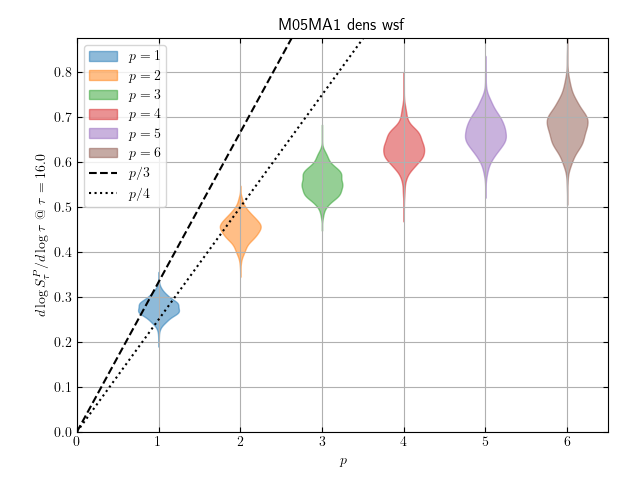 M05MA1 dens wsf
p = 1
p = 2
p = 3
p = 4
p = 5
p = 6
p/3
p/4
d log S_τ^P / d log τ @ τ = 16.0
0.8
0.7
0.6
0.5
0.4
0.3
0.2
0.1
0.0
0 1 2 3 4 5 6
p